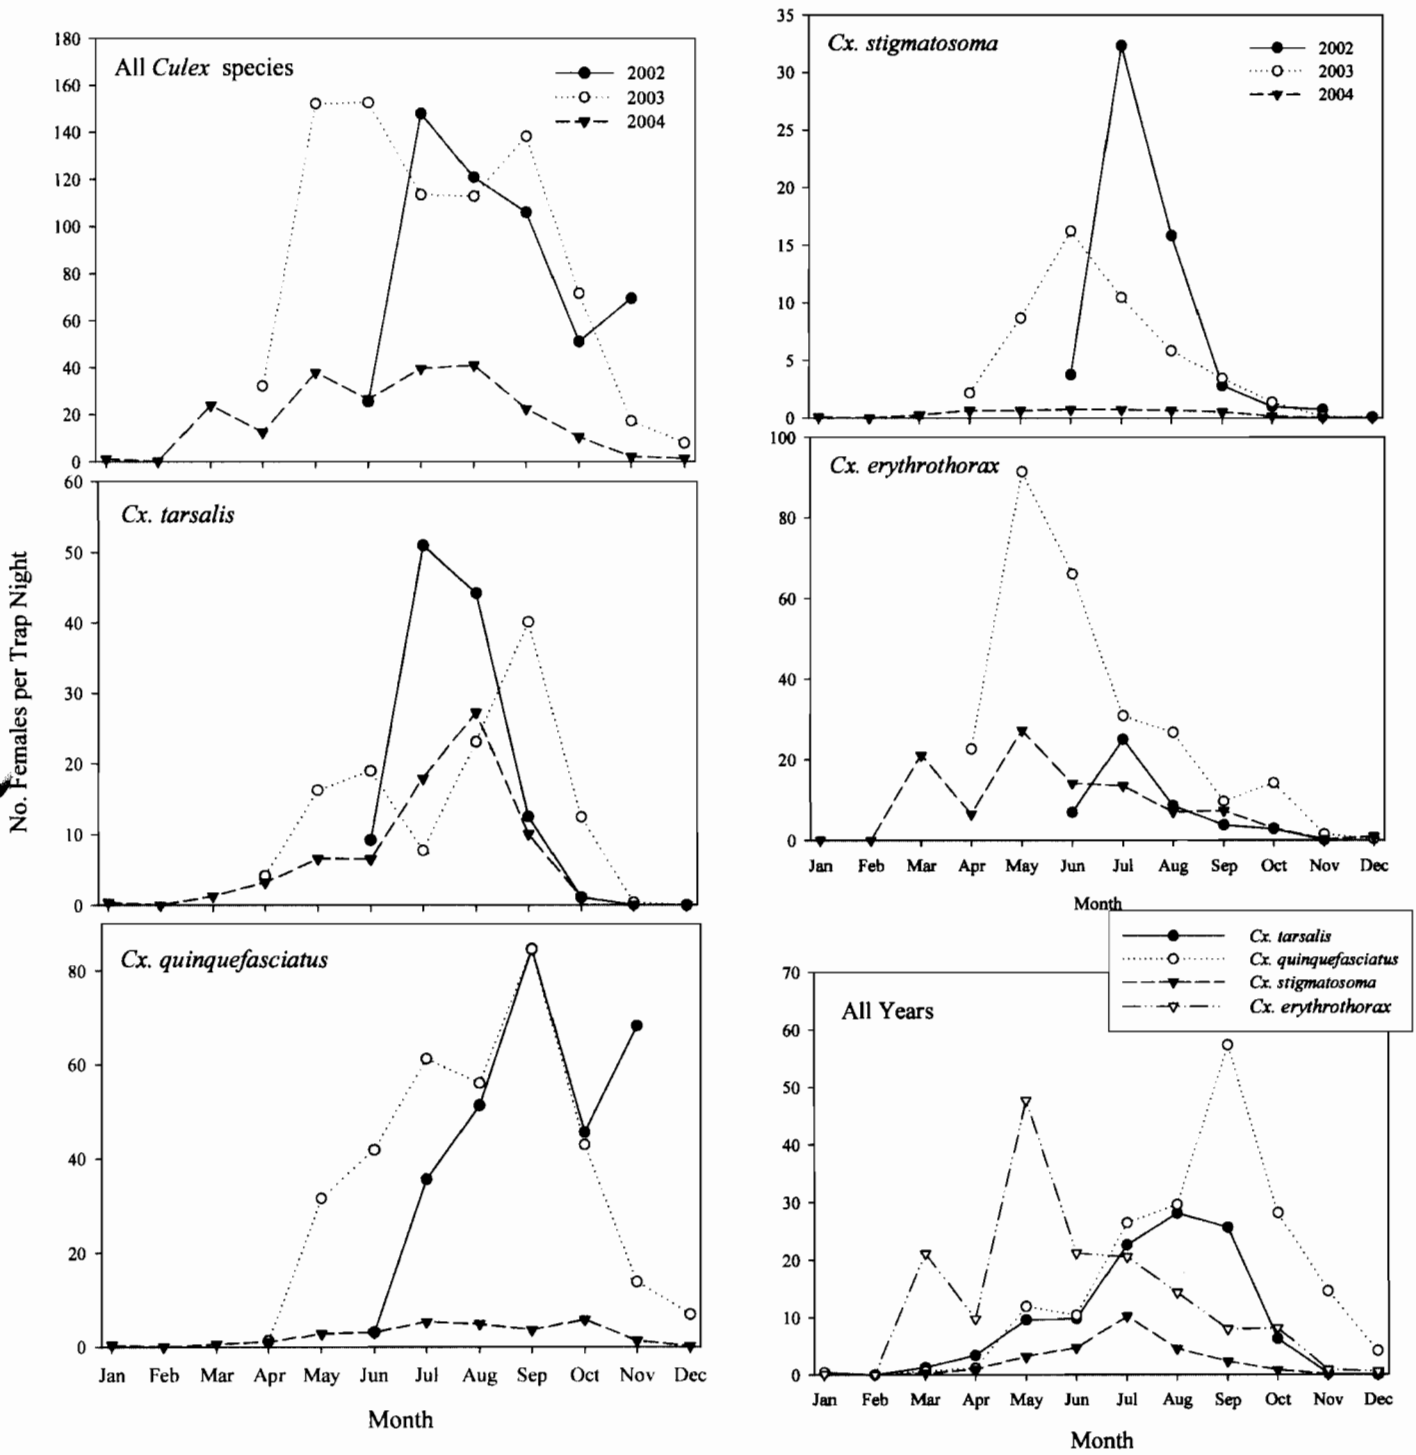 No. Females per Trap Night
All Culex species
2002
2003
2004
180
160
140
120
100
80
60
40
20
0
Cx. tarsalis
60
50
40
30
20
10
0
Cx. quinquefasciatus
80
60
40
20
0
Jan Feb Mar Apr May Jun Jul Aug Sep Oct Nov Dec
Month
Cx. stigmatosoma
2002
2003
2004
35
30
25
20
15
10
5
0
Cx. erythrothorax
100
80
60
40
20
0
Jan Feb Mar Apr May Jun Jul Aug Sep Oct Nov Dec
Month
Cx. tarsalis
Cx. quinquefasciatus
Cx. stigmatosoma
Cx. erythrothorax
All Years
70
60
50
40
30
20
10
0
Jan Feb Mar Apr May Jun Jul Aug Sep Oct Nov Dec
Month